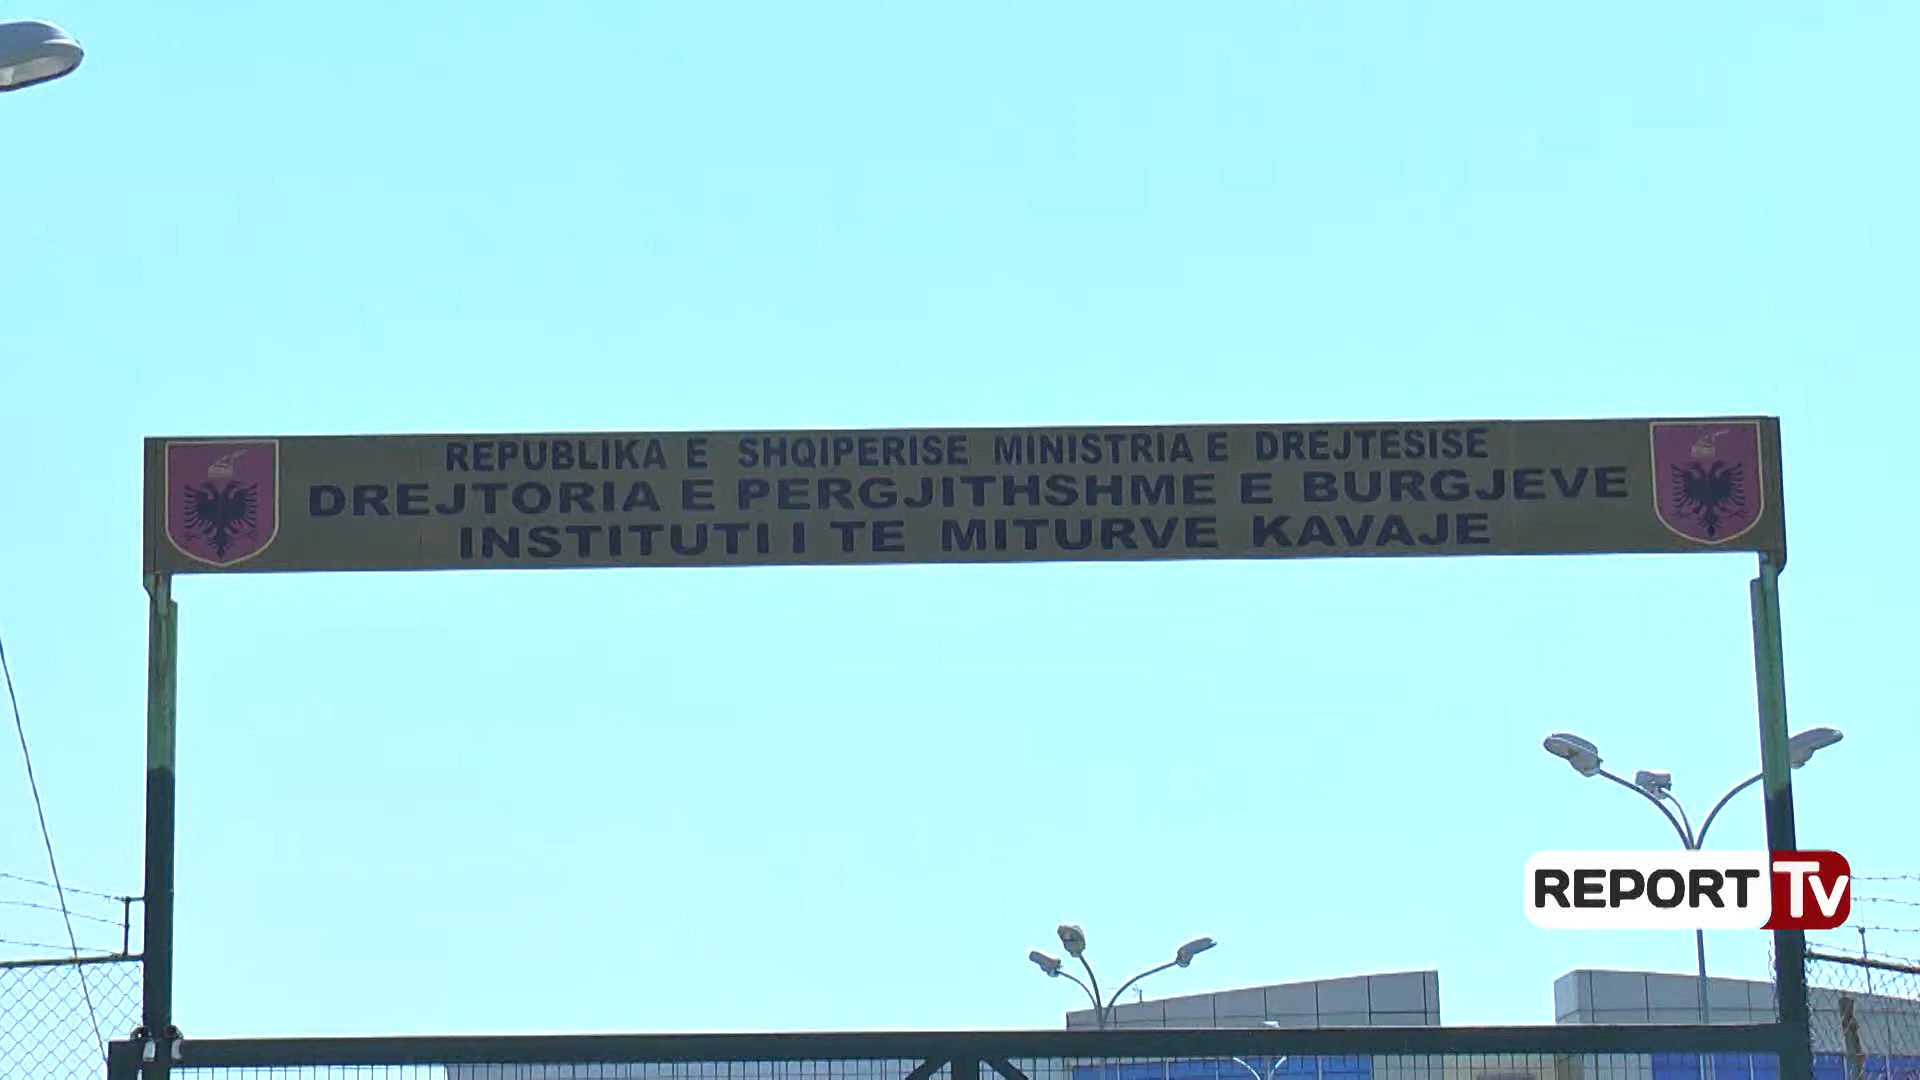 REPUBLIKA E SHQIPERISE MINISTRIA E DREJTESISE
DREJTORIA E PERGJITHSHME E BURGJEVE
INSTITUTI I TE MITURVE KAVAJE
REPORT TV